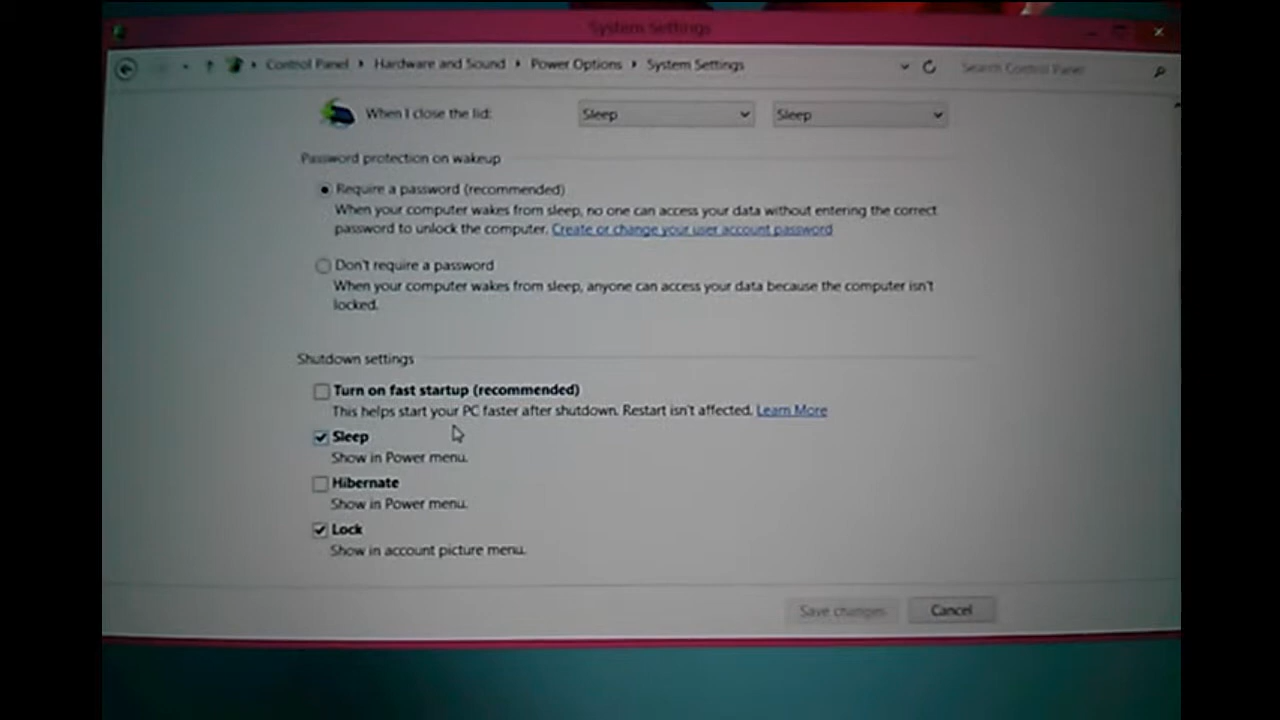 System Settings
Control Panel Hardware and Sound Power Options System Settings Search Control Panel
When I close the lid: Sleep Sleep
Password protection on wakeup
Require a password (recommended)
When your computer wakes from sleep, no one can access your data without entering the correct
password to unlock the computer. Create or change your user account password
Don't require a password
When your computer wakes from sleep, anyone can access your data because the computer isn't
locked.
Shutdown settings
Turn on fast startup (recommended)
This helps start your PC faster after shutdown. Restart isn't affected. Learn More
Sleep
Show in Power menu.
Hibernate
Show in Power menu.
Lock
Show in account picture menu.
Save changes Cancel